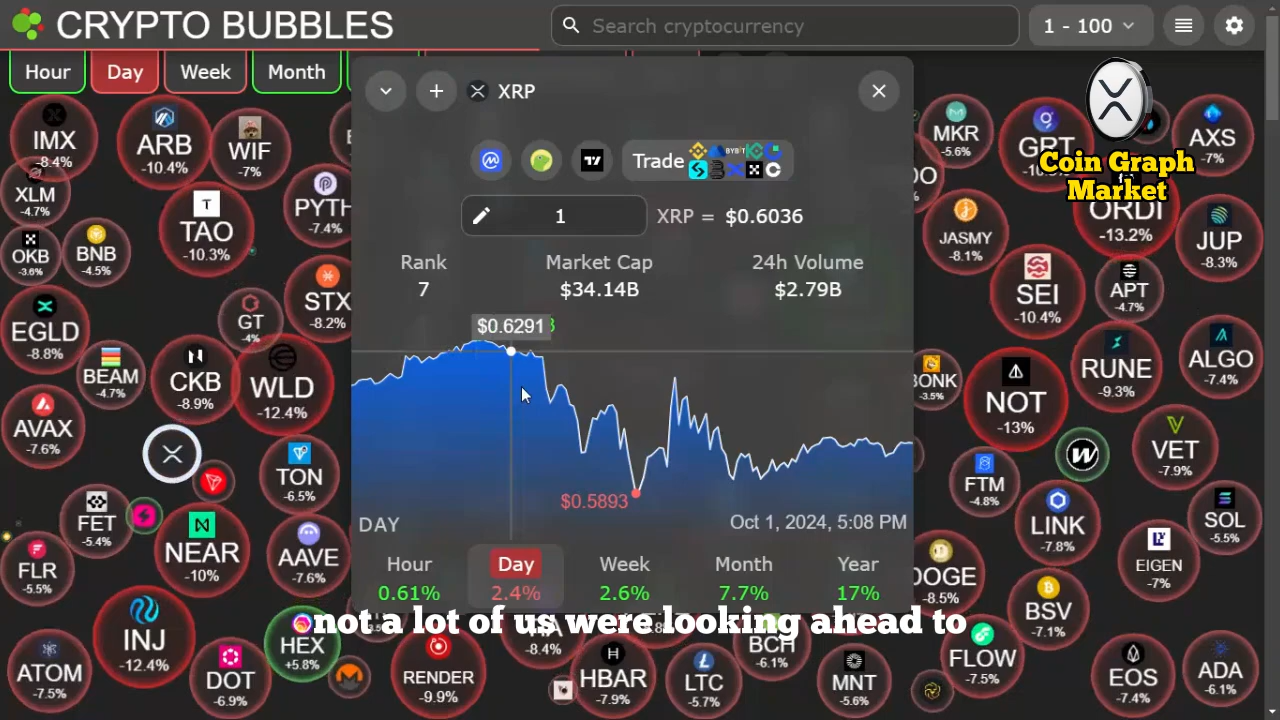 CRYPTO BUBBLES
Search cryptocurrency
1 - 100
Hour
Day
Week
Month
XRP
Trade
BYBIT
1
XRP = $0.6036
Rank
Market Cap
24h Volume
7
$34.14B
$2.79B
$0.6291
$0.5893
DAY
Oct 1, 2024, 5:08 PM
Hour
Day
Week
Month
Year
0.61%
2.4%
2.6%
7.7%
17%
not a lot of us were looking ahead to
Coin Graph
Market
IMX
-8.4%
ARB
-10.4%
WIF
-7%
XLM
-4.7%
TAO
-10.3%
PYTH
-7.4%
OKB
-3.6%
BNB
-4.5%
STX
-8.2%
EGLD
-8.8%
GT
-4%
BEAM
-4.7%
CKB
-8.9%
WLD
-12.4%
AVAX
-7.6%
TON
-6.5%
FET
-5.4%
NEAR
-10%
AAVE
-7.6%
FLR
-5.5%
INJ
-12.4%
HEX
+5.8%
ATOM
-7.5%
DOT
-6.9%
RENDER
-9.9%
-8.4%
HBAR
-7.9%
LTC
-5.7%
BCH
-6.1%
MNT
-5.6%
MKR
-5.6%
GRT
AXS
-7%
ORDI
-13.2%
JASMY
-8.1%
JUP
-8.3%
SEI
-10.4%
APT
-4.7%
BONK
-3.5%
NOT
-13%
RUNE
-9.3%
ALGO
-7.4%
VET
-7.9%
FTM
-4.8%
LINK
-7.8%
SOL
-5.5%
EIGEN
-7%
DOGE
-8.5%
BSV
-7.1%
FLOW
-7.5%
EOS
-7.4%
ADA
-6.1%